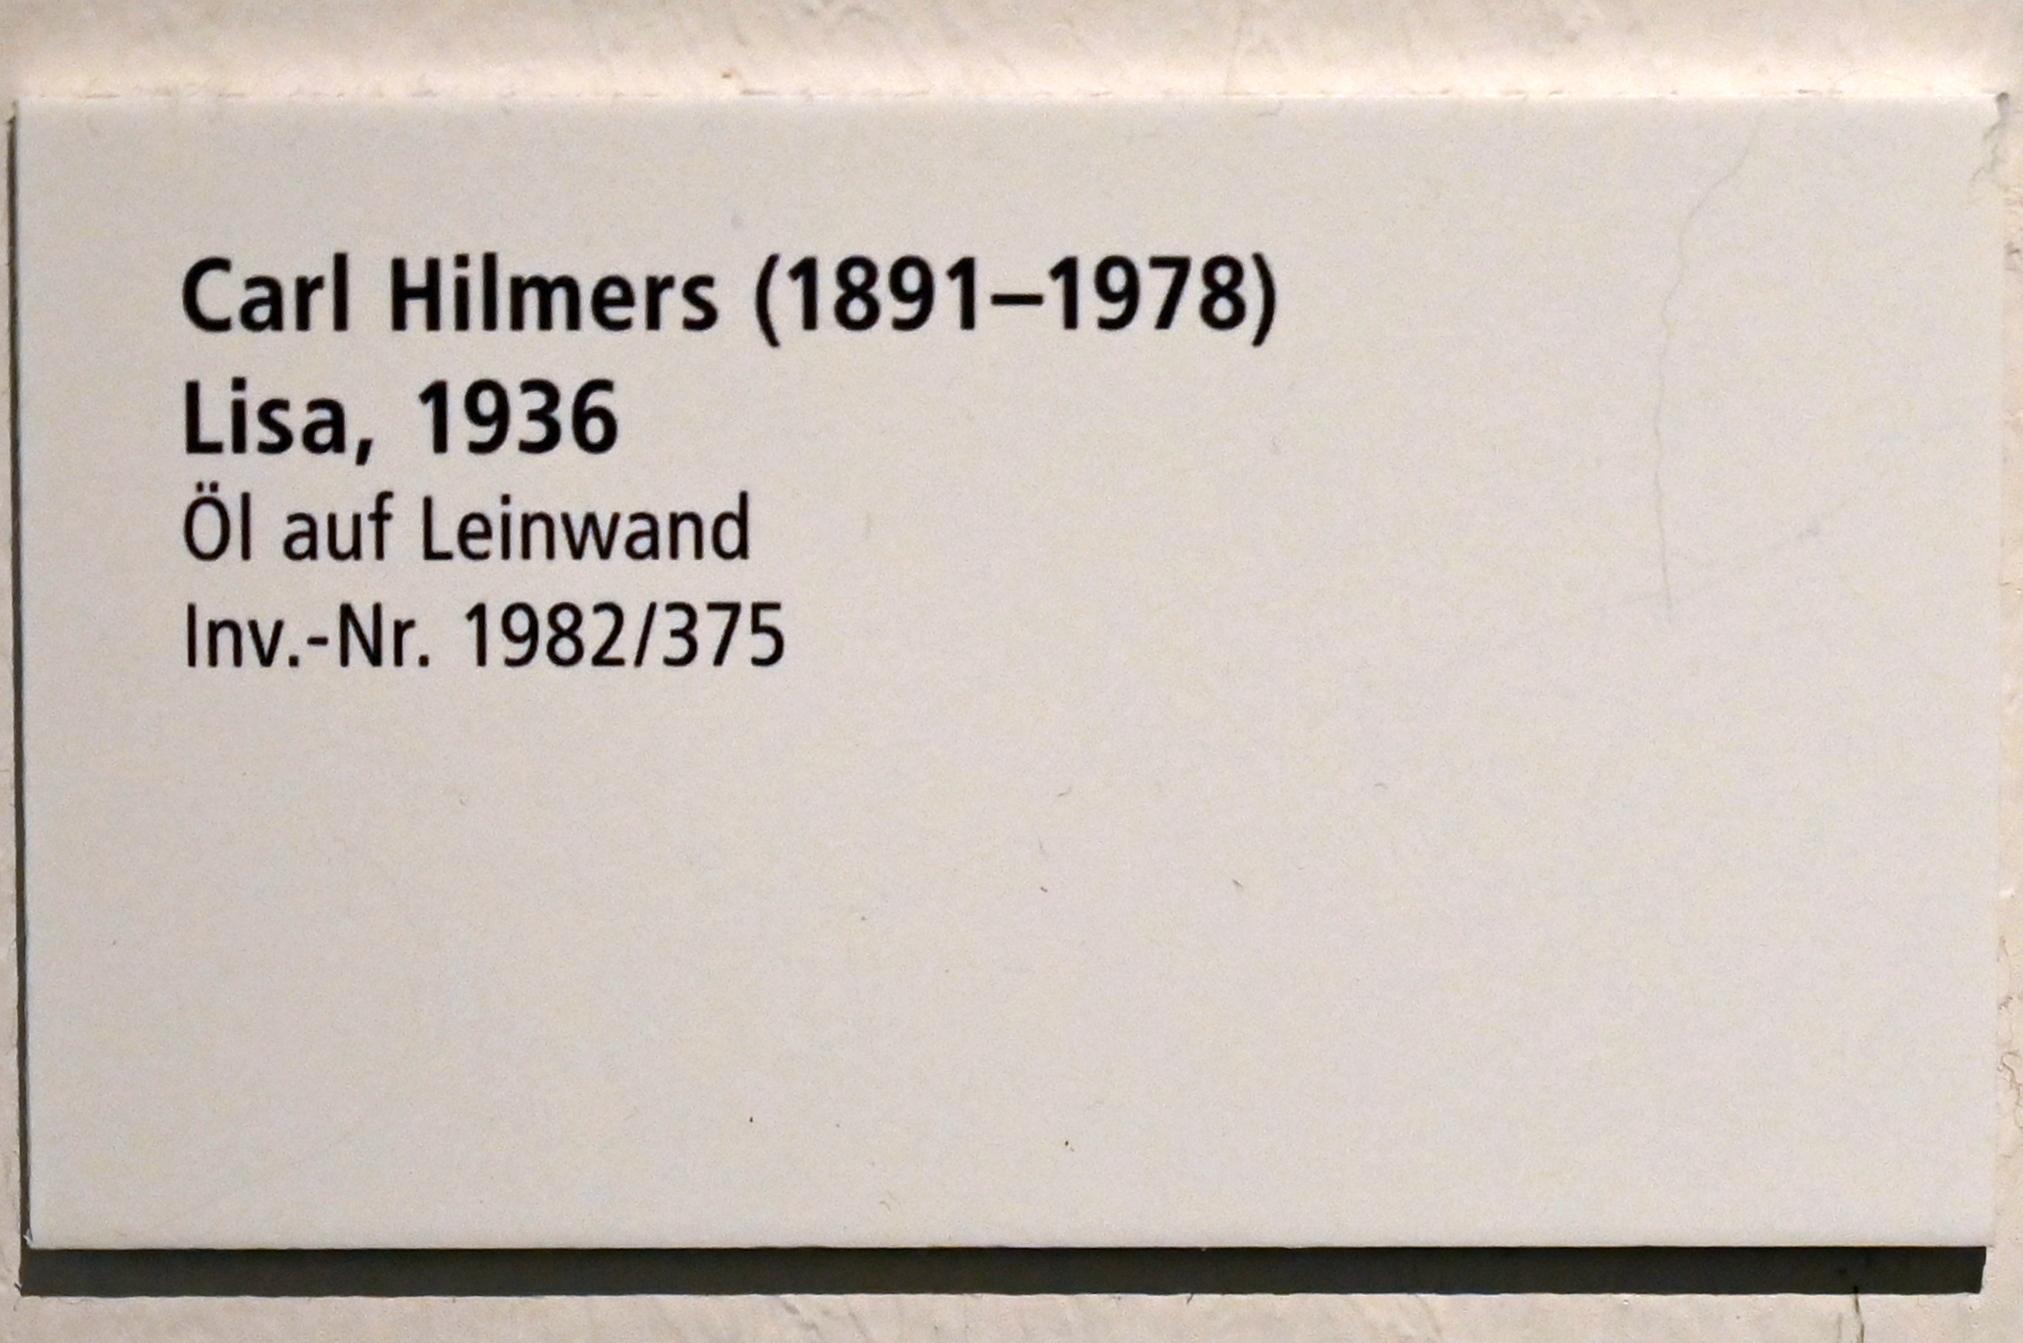 Carl Hilmers (1891–1978)
Lisa, 1936
Öl auf Leinwand
Inv.-Nr. 1982/375